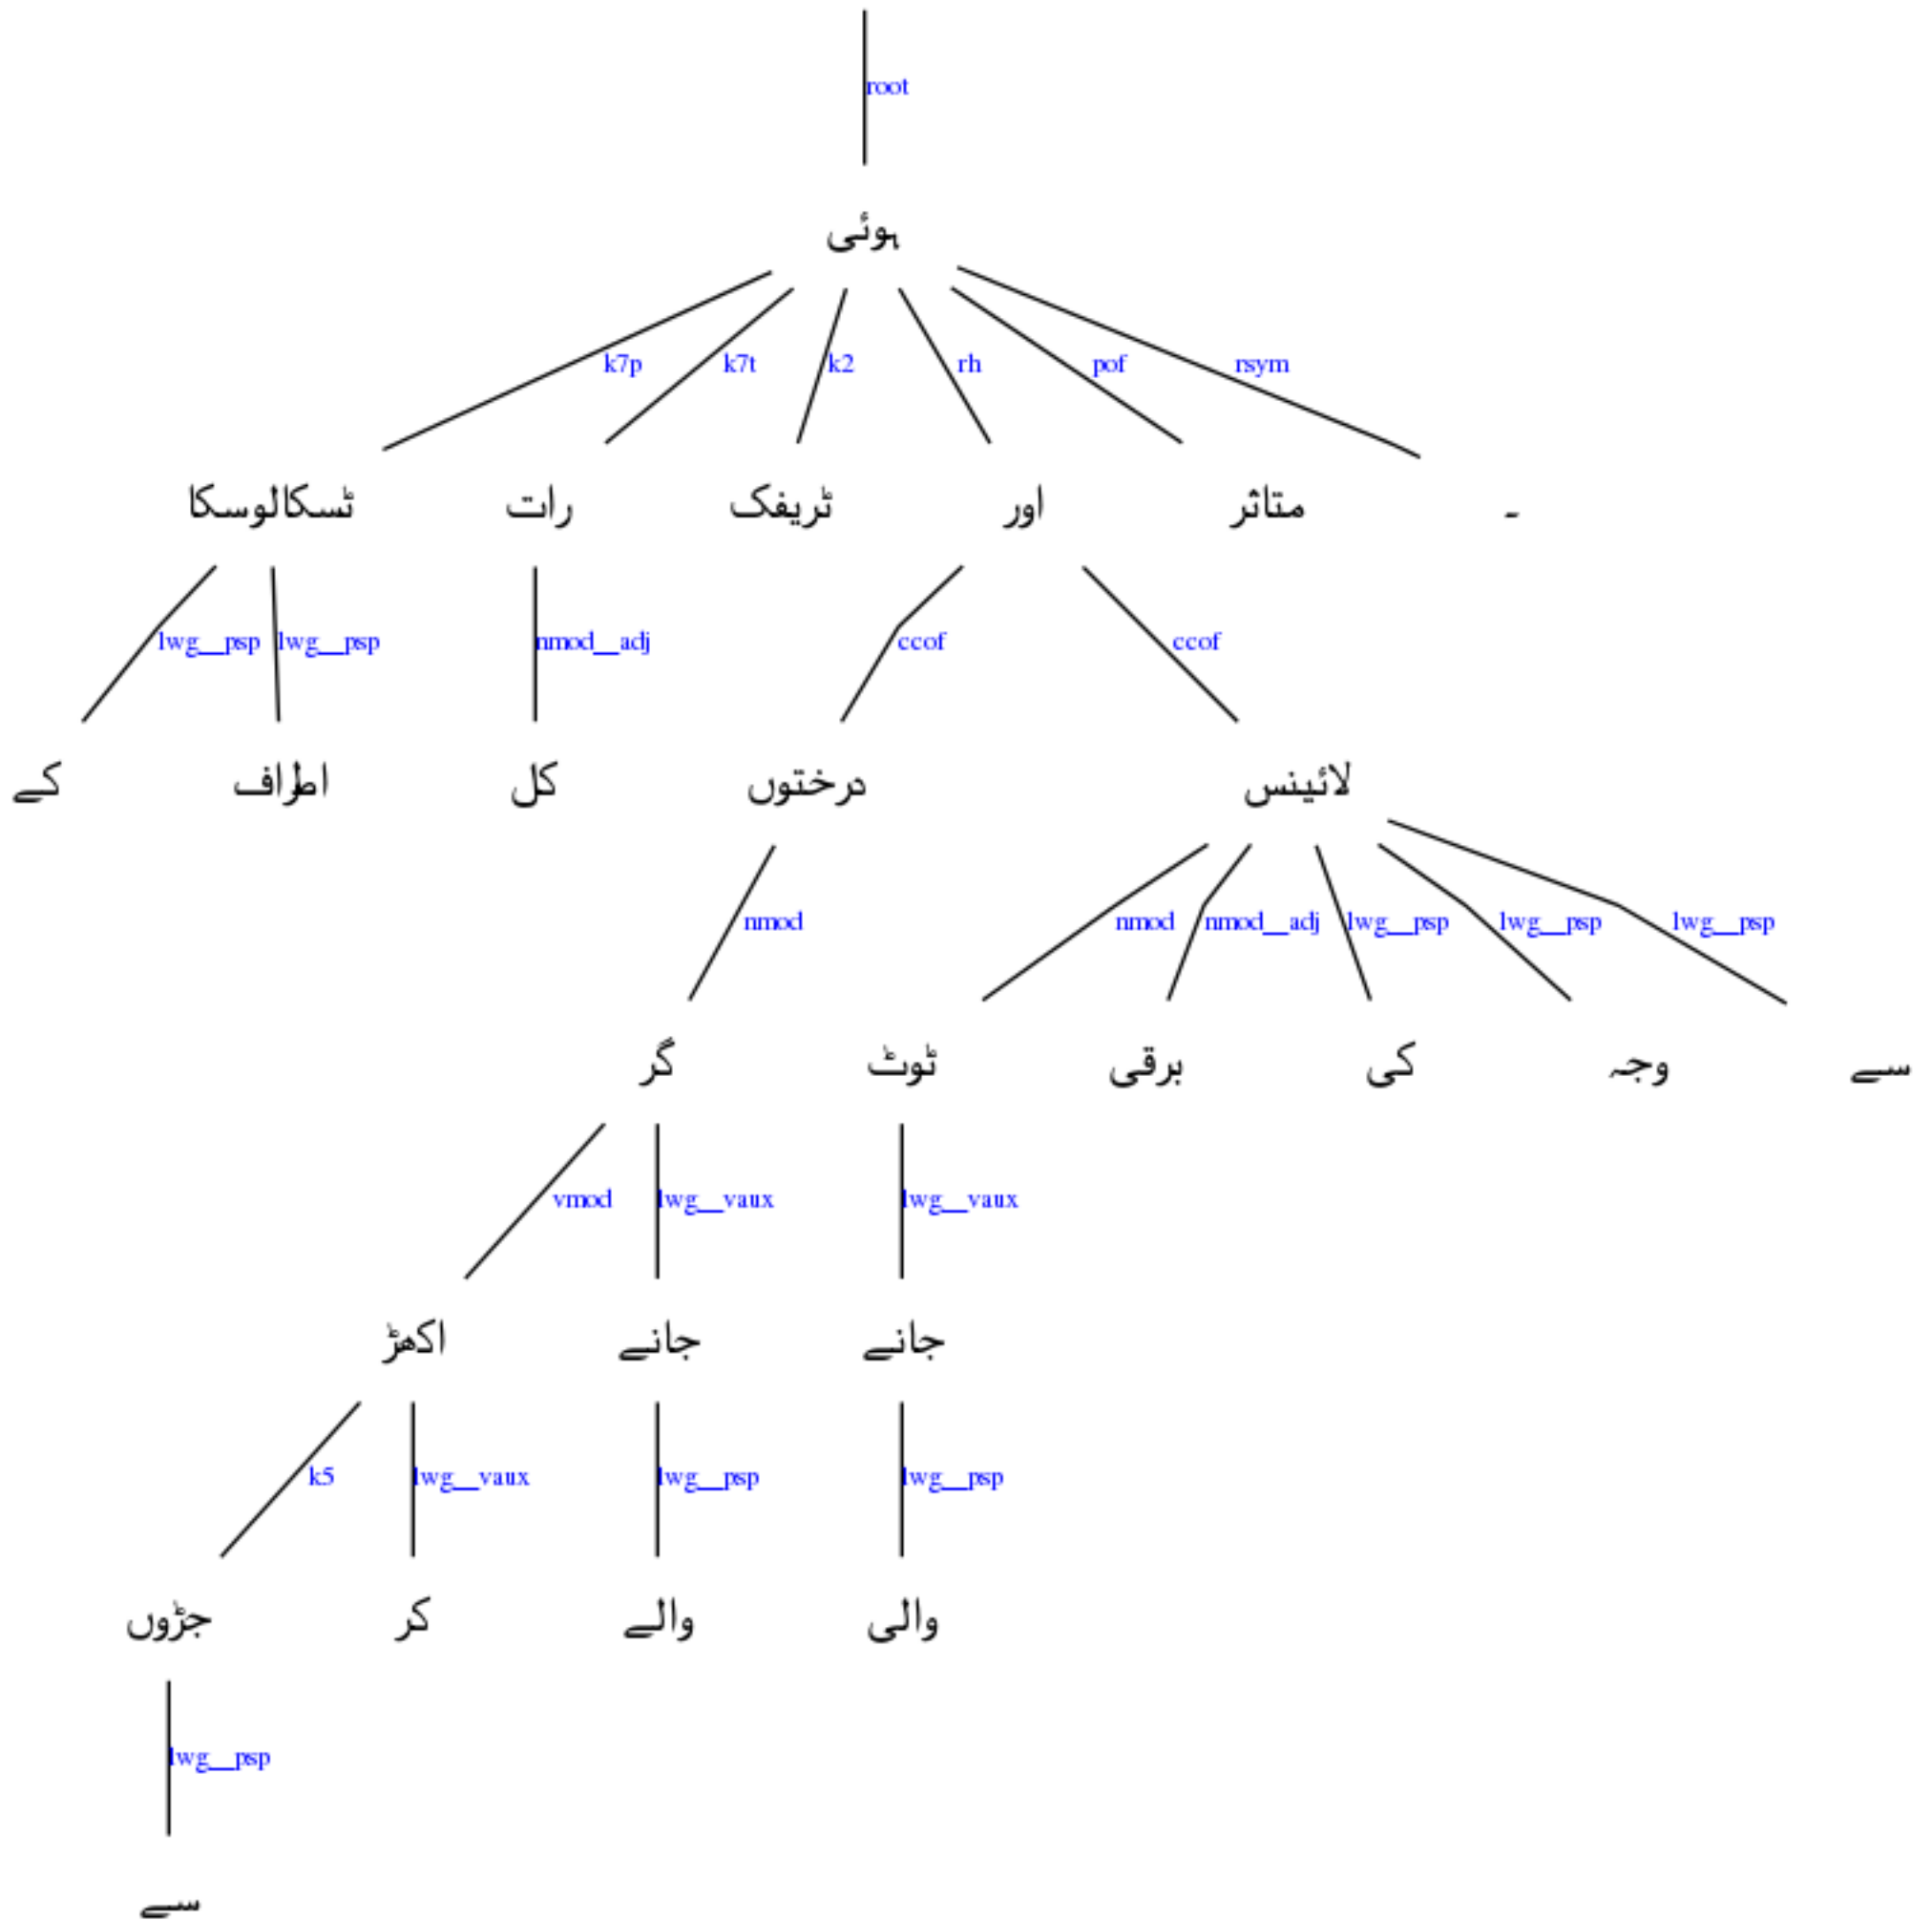 root
ہوئی
k7p k7t k2 rh pof rsym
ٹسکالوسکا رات ٹریفک اور متاثر ۔
lwg__psp lwg__psp nmod__adj ccof ccof
کے اطراف کل درختوں لائینس
nmod nmod nmod__adj lwg__psp lwg__psp lwg__psp
گر ٹوٹ برقی کی وجہ سے
vmod lwg__vaux lwg__vaux
اکھڑ جانے جانے
k5 lwg__vaux lwg__psp lwg__psp
جڑوں کر والے والی
lwg__psp
سے